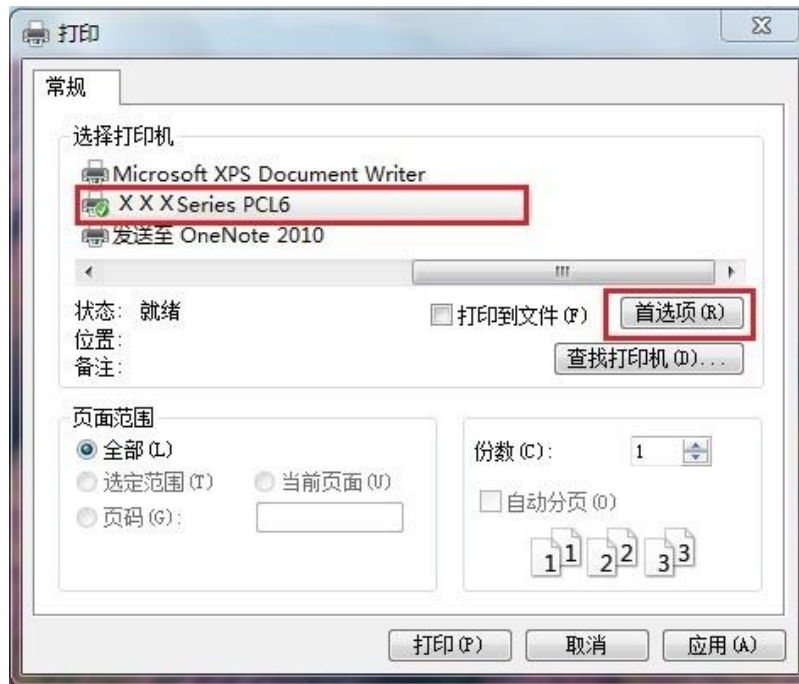 打印
常规
选择打印机
Microsoft XPS Document Writer
XXXSeries PCL6
发送至 OneNote 2010
状态: 就绪
打印到文件(F) 首选项(R)
位置:
备注:
查找打印机(D)...
页面范围
全部(L)
选定范围(T) 当前页面(U)
页码(G):
份数(C): 1
自动分页(O)
1 1 2 2 3 3
打印(P) 取消 应用(A)